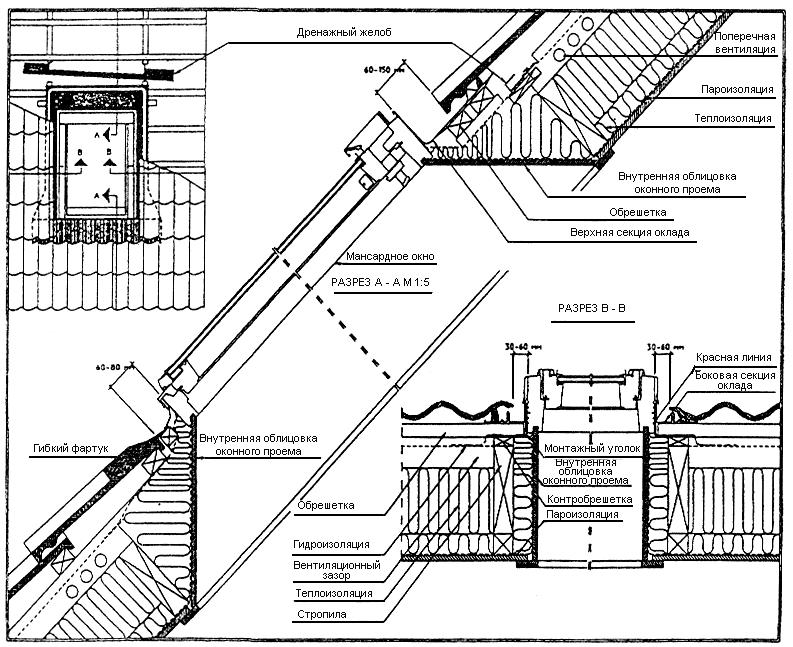 Дренажный желоб
60-150 мм
Поперечная
вентиляция
Пароизоляция
Теплоизоляция
Внутренняя облицовка
оконного проема
Обрешетка
Верхняя секция оклада
Мансардное окно
РАЗРЕЗ А - А М 1:5
А
В
В
А
60-80 мм
Гибкий фартук
Внутренняя облицовка
оконного проема
РАЗРЕЗ В - В
30-60 мм
30-60
Красная линия
Боковая секция
оклада
Монтажный уголок
Внутренняя
облицовка
оконного проема
Контробрешетка
Пароизоляция
Обрешетка
Гидроизоляция
Вентиляционный
зазор
Теплоизоляция
Стропила